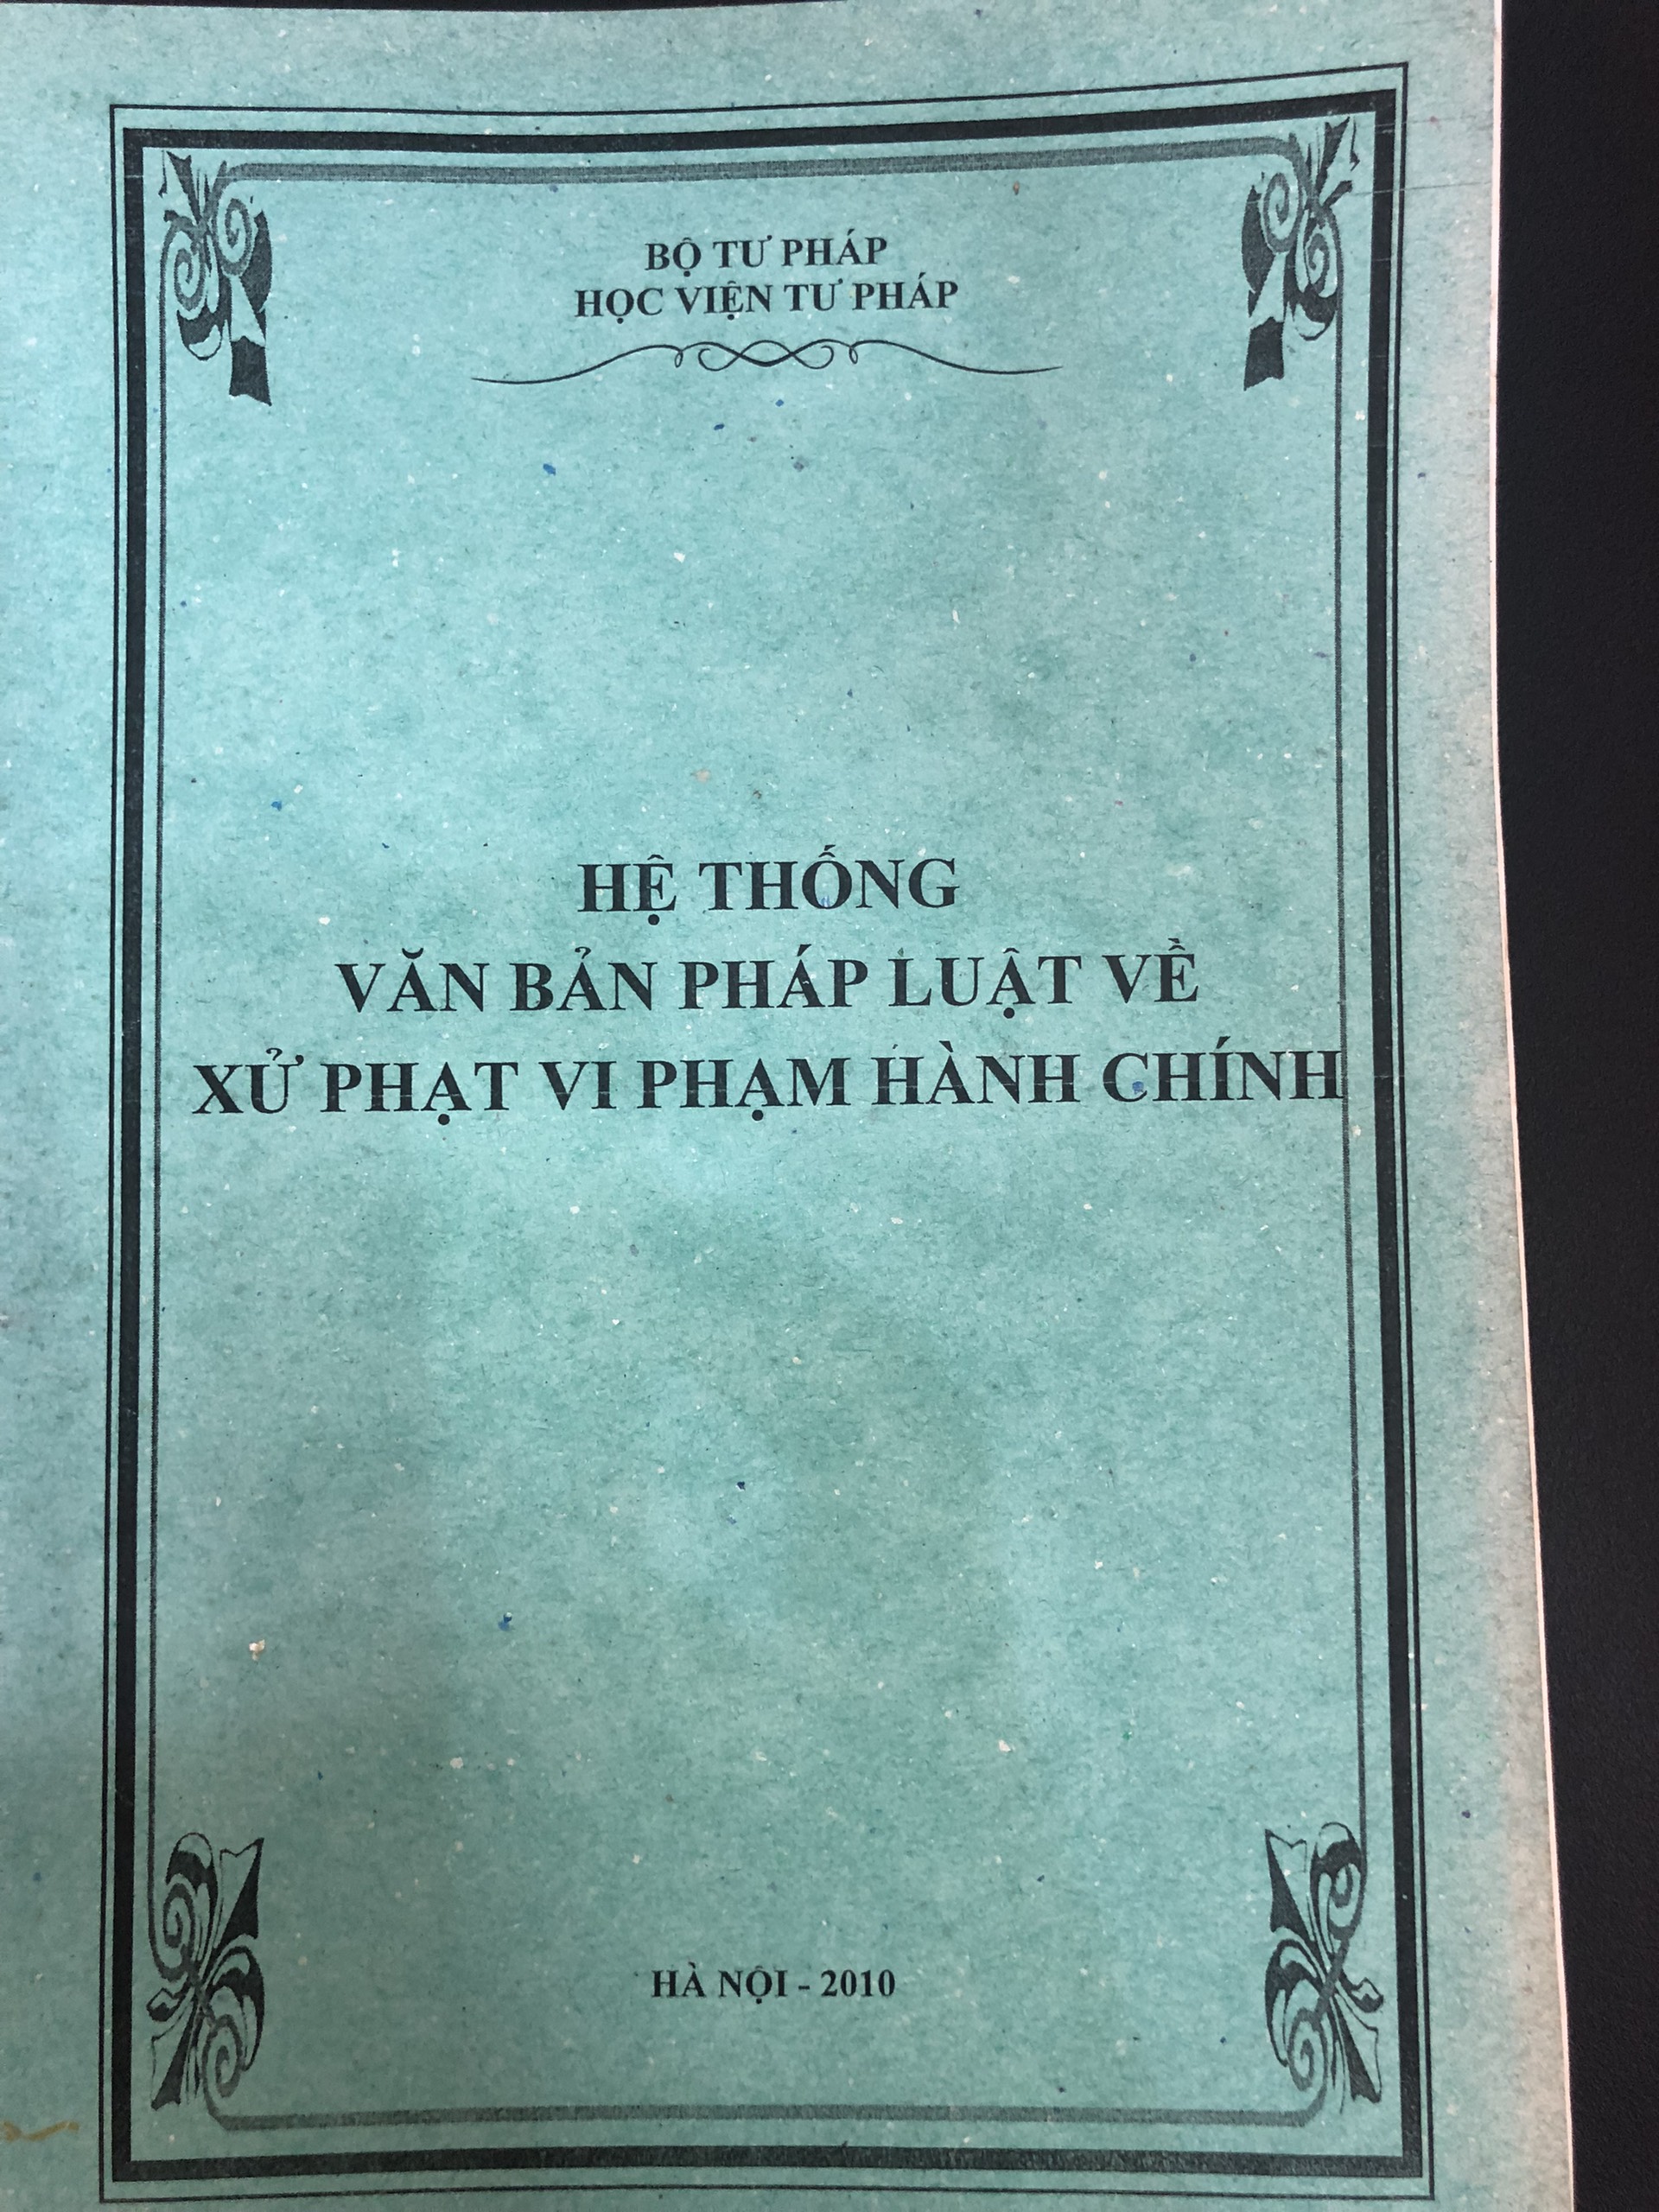 BỘ TƯ PHÁP
HỌC VIỆN TƯ PHÁP
HỆ THỐNG
VĂN BẢN PHÁP LUẬT VỀ
XỬ PHẠT VI PHẠM HÀNH CHÍNH
HÀ NỘI - 2010